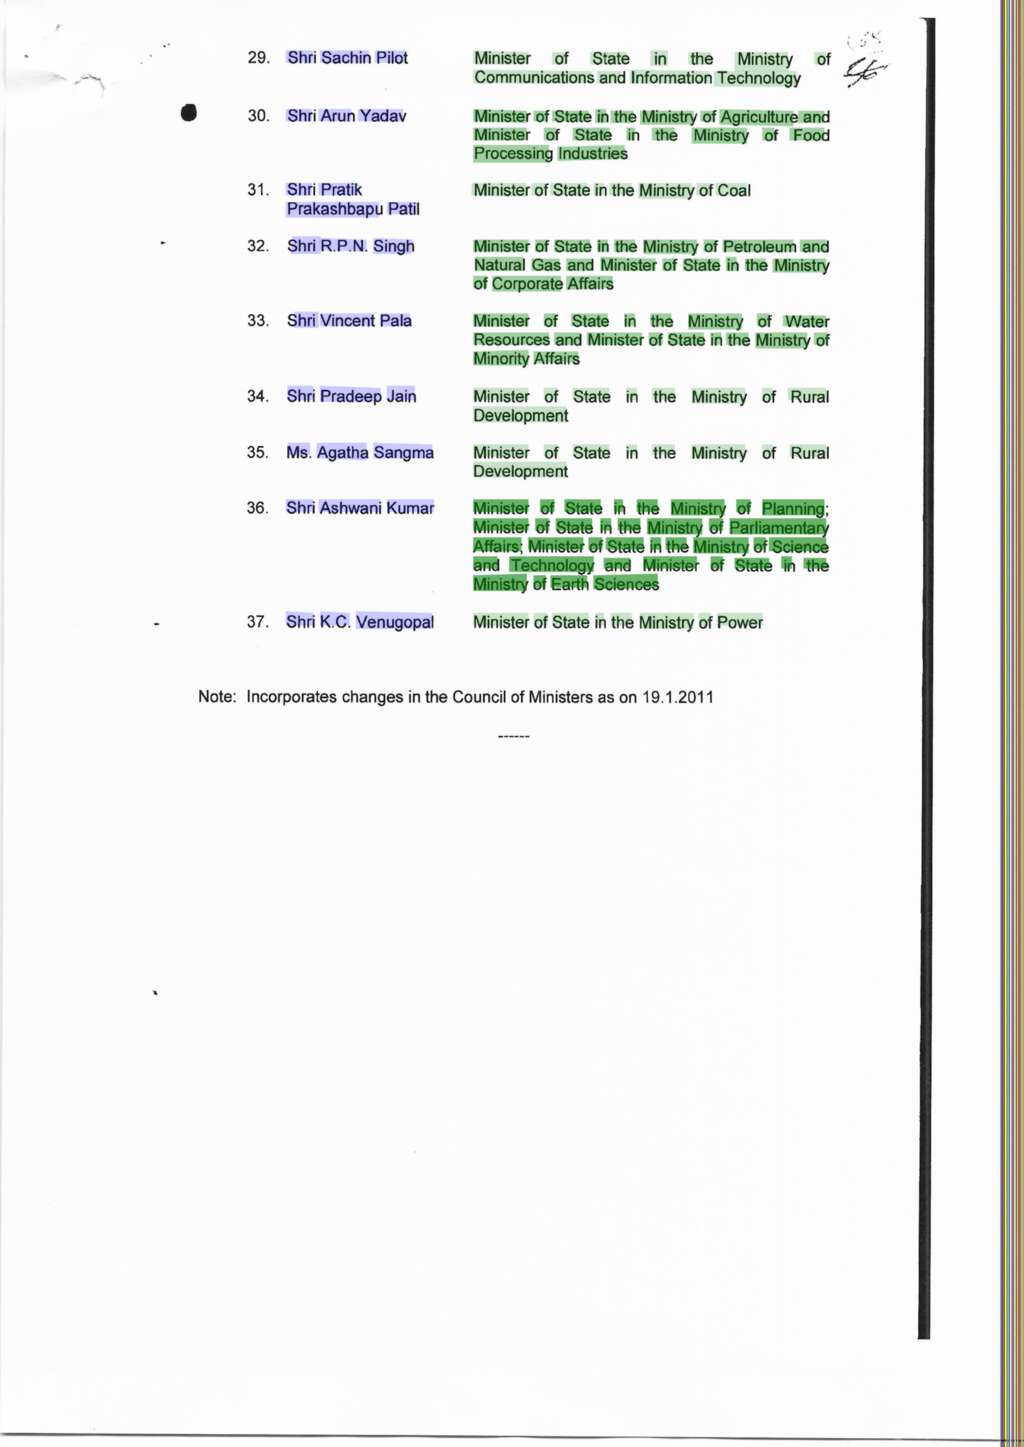 29. Shri Sachin Pilot Minister of State in the Ministry of
Communications and Information Technology
30. Shri Arun Yadav Minister of State in the Ministry of Agriculture and
Minister of State in the Ministry of Food
Processing Industries
31. Shri Pratik Minister of State in the Ministry of Coal
Prakashbapu Patil
32. Shri R.P.N. Singh Minister of State in the Ministry of Petroleum and
Natural Gas and Minister of State in the Ministry
of Corporate Affairs
33. Shri Vincent Pala Minister of State in the Ministry of Water
Resources and Minister of State in the Ministry of
Minority Affairs
34. Shri Pradeep Jain Minister of State in the Ministry of Rural
Development
35. Ms. Agatha Sangma Minister of State in the Ministry of Rural
Development
36. Shri Ashwani Kumar Minister of State in the Ministry of Planning;
Minister of State in the Ministry of Parliamentary
Affairs; Minister of State in the Ministry of Science
and Technology and Minister of State in the
Ministry of Earth Sciences
37. Shri K.C. Venugopal Minister of State in the Ministry of Power
Note: Incorporates changes in the Council of Ministers as on 19.1.2011
------